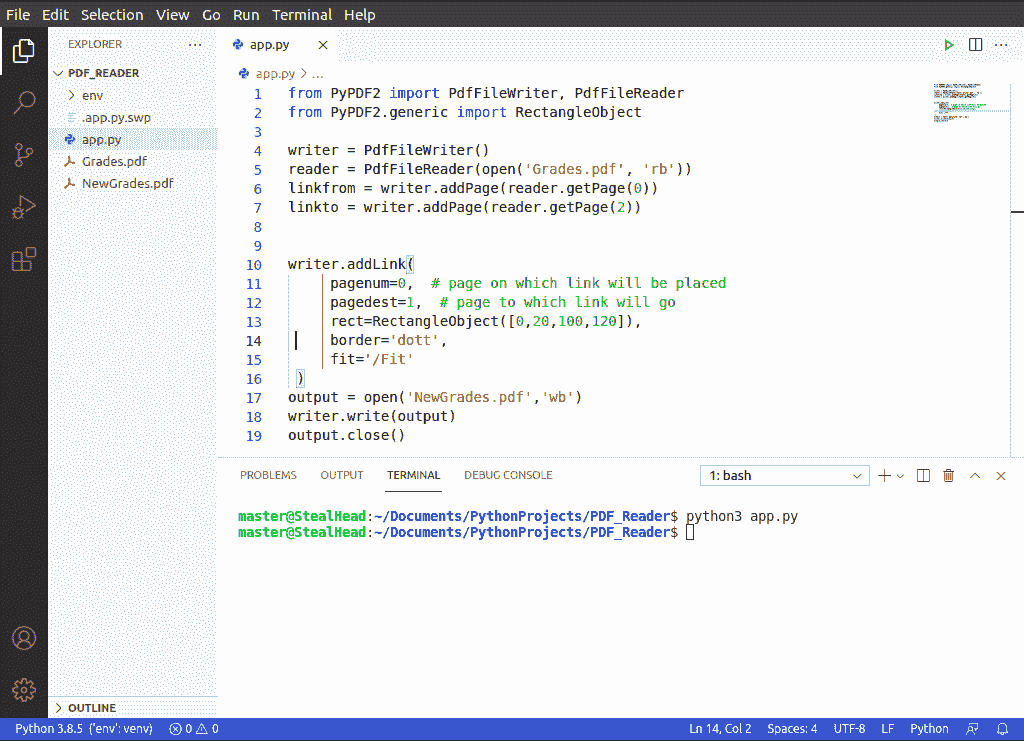 File Edit Selection View Go Run Terminal Help
EXPLORER ...
PDF_READER
env
.app.py.swp
app.py
Grades.pdf
NewGrades.pdf
OUTLINE
app.py
app.py > ...
1 from PyPDF2 import PdfFileWriter, PdfFileReader
2 from PyPDF2.generic import RectangleObject
3
4 writer = PdfFileWriter()
5 reader = PdfFileReader(open('Grades.pdf', 'rb'))
6 linkfrom = writer.addPage(reader.getPage(0))
7 linkto = writer.addPage(reader.getPage(2))
8
9
10 writer.addLink(
11 pagenum=0, # page on which link will be placed
12 pagedest=1, # page to which link will go
13 rect=RectangleObject([0,20,100,120]),
14 border='dott',
15 fit='/Fit'
16 )
17 output = open('NewGrades.pdf','wb')
18 writer.write(output)
19 output.close()
PROBLEMS OUTPUT TERMINAL DEBUG CONSOLE 1: bash
master@StealHead:~/Documents/PythonProjects/PDF_Reader$ python3 app.py
master@StealHead:~/Documents/PythonProjects/PDF_Reader$
Python 3.8.5 ('env': venv) 0 0 Ln 14, Col 2 Spaces: 4 UTF-8 LF Python